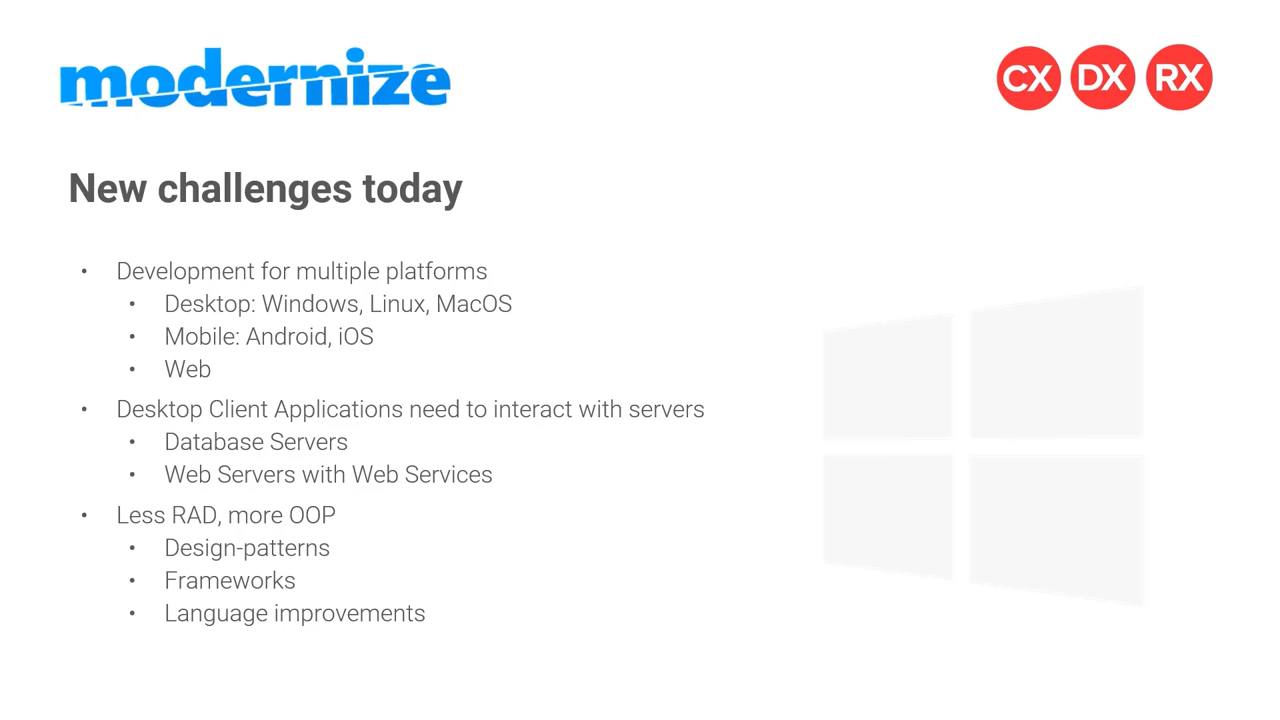 modernize
CX DX RX
New challenges today
• Development for multiple platforms
• Desktop: Windows, Linux, MacOS
• Mobile: Android, iOS
• Web
• Desktop Client Applications need to interact with servers
• Database Servers
• Web Servers with Web Services
• Less RAD, more OOP
• Design-patterns
• Frameworks
• Language improvements